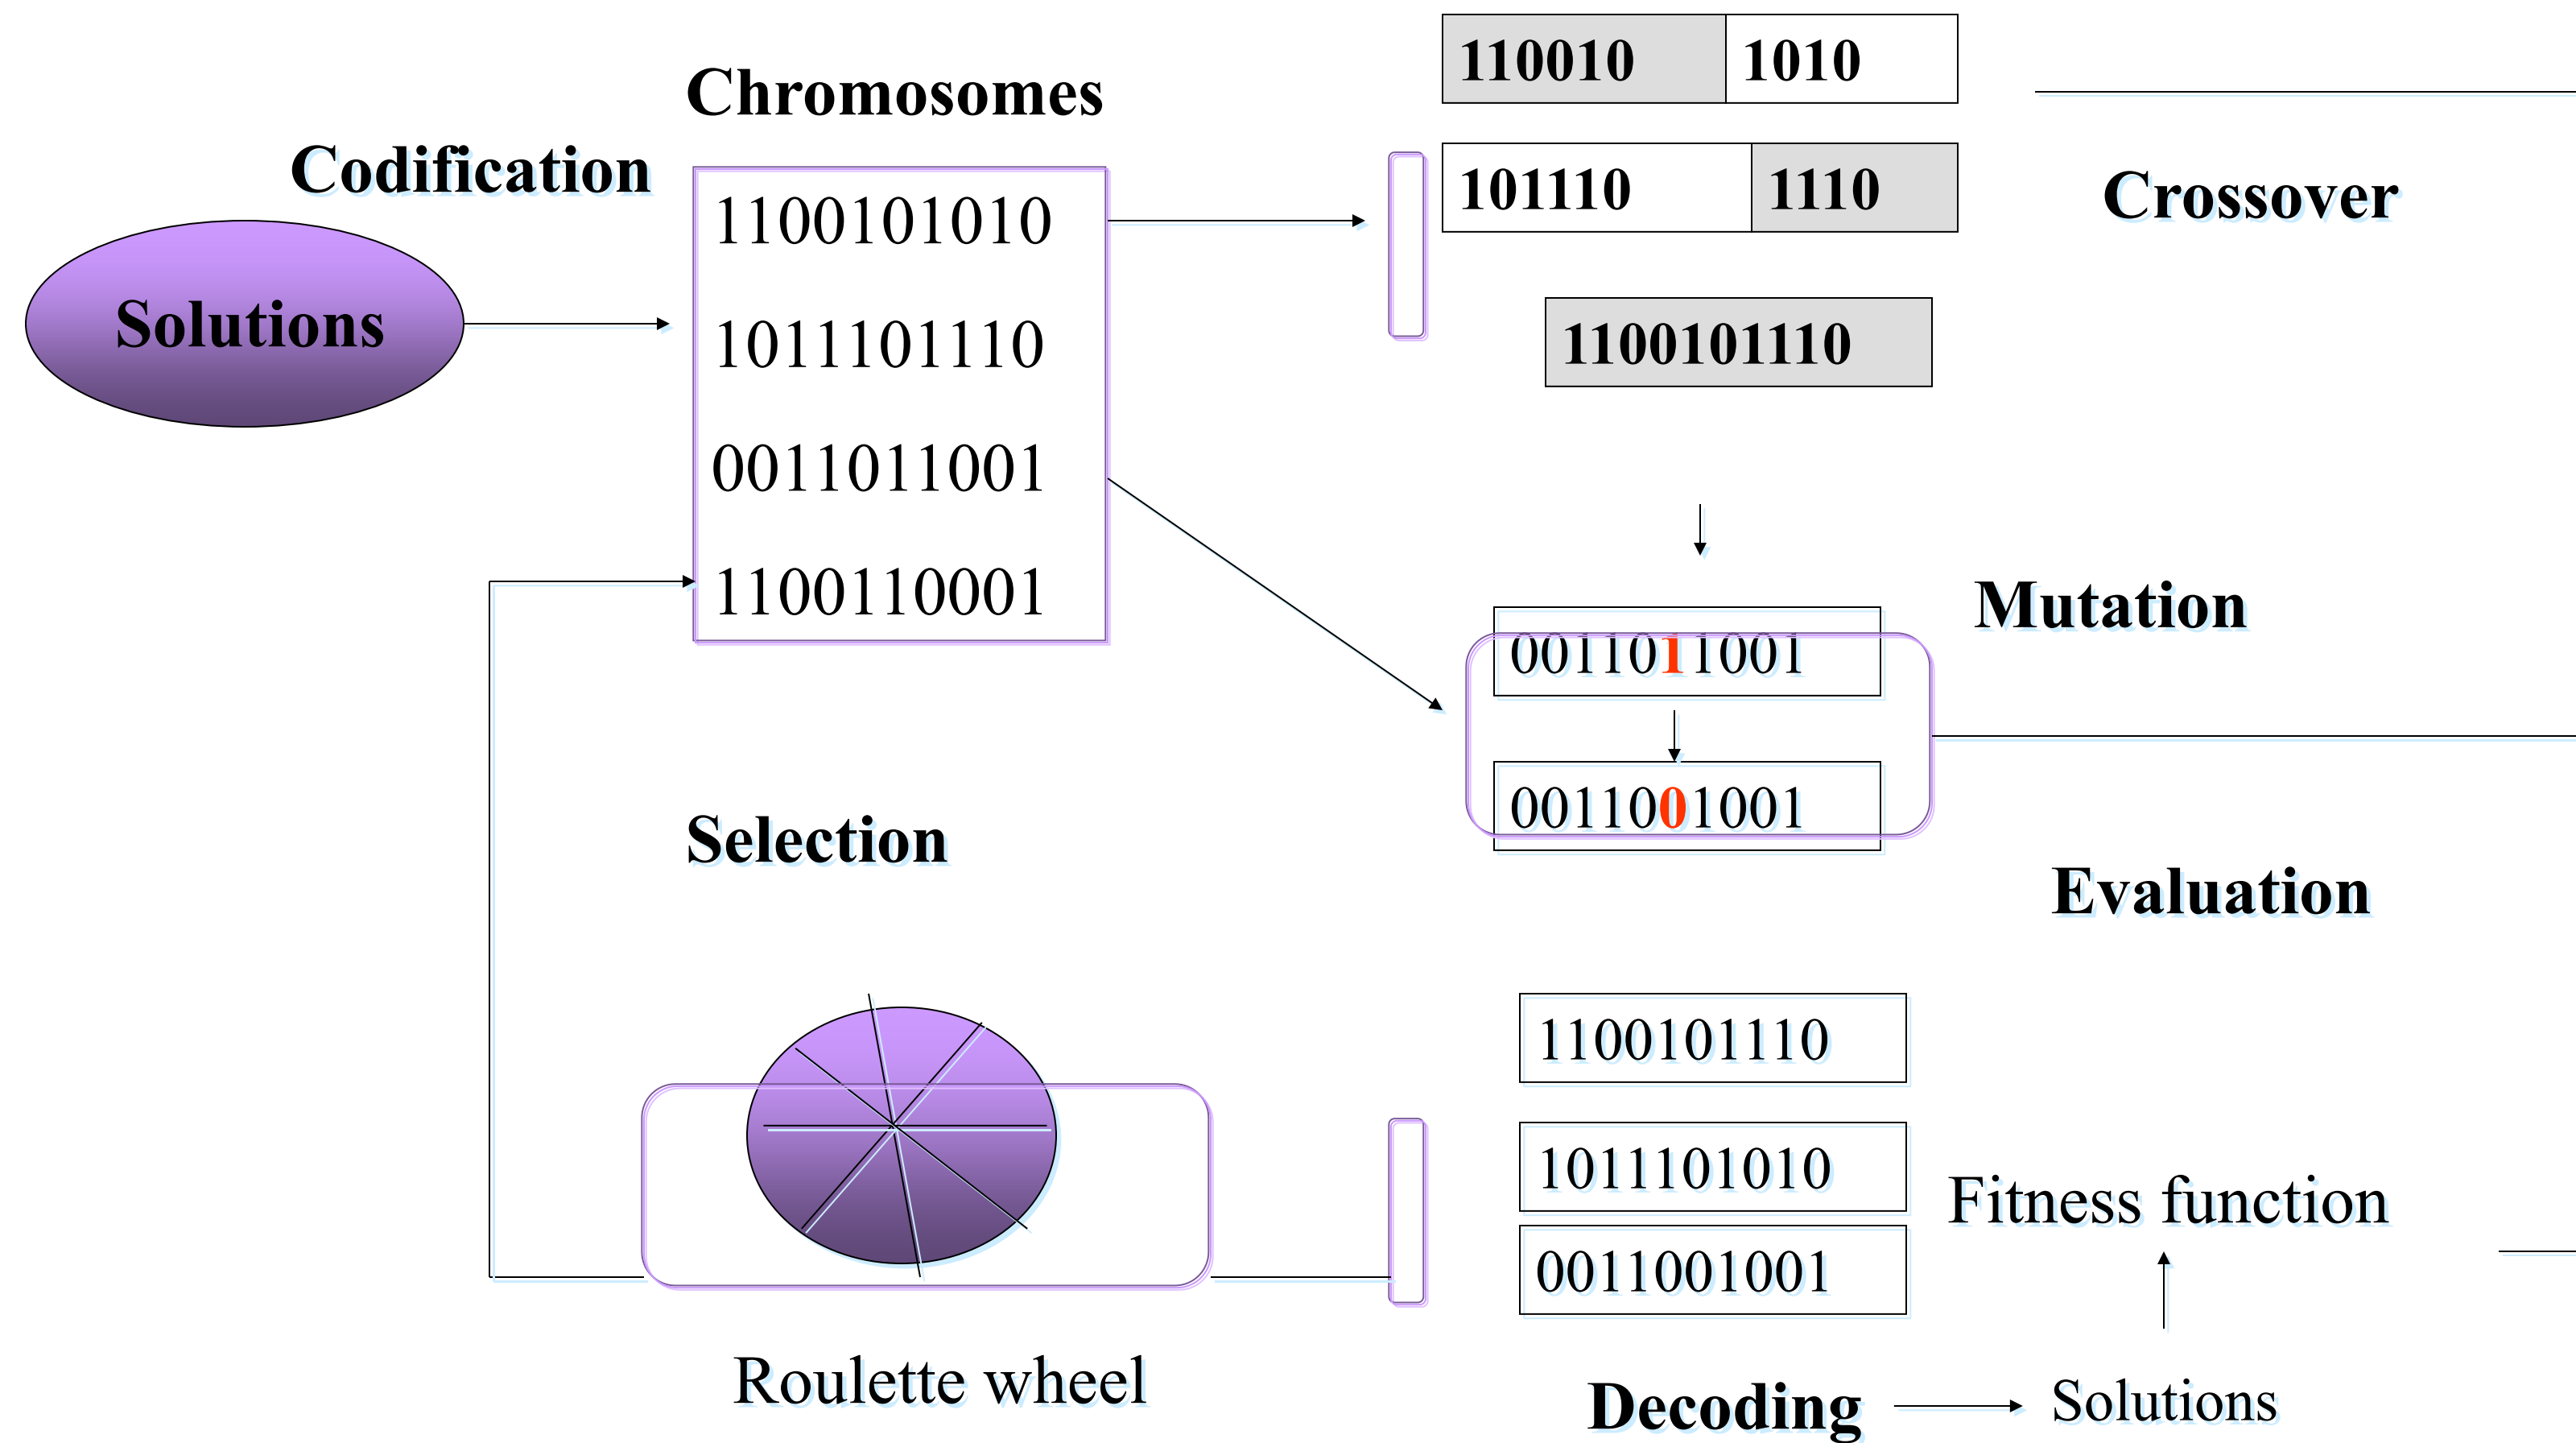 Codification
Solutions
Chromosomes
1100101010
1011101110
0011011001
1100110001
110010 1010
101110 1110
1100101110
Crossover
Mutation
0011011001
0011001001
Evaluation
1100101110
1011101010
0011001001
Fitness function
Decoding
Solutions
Selection
Roulette wheel